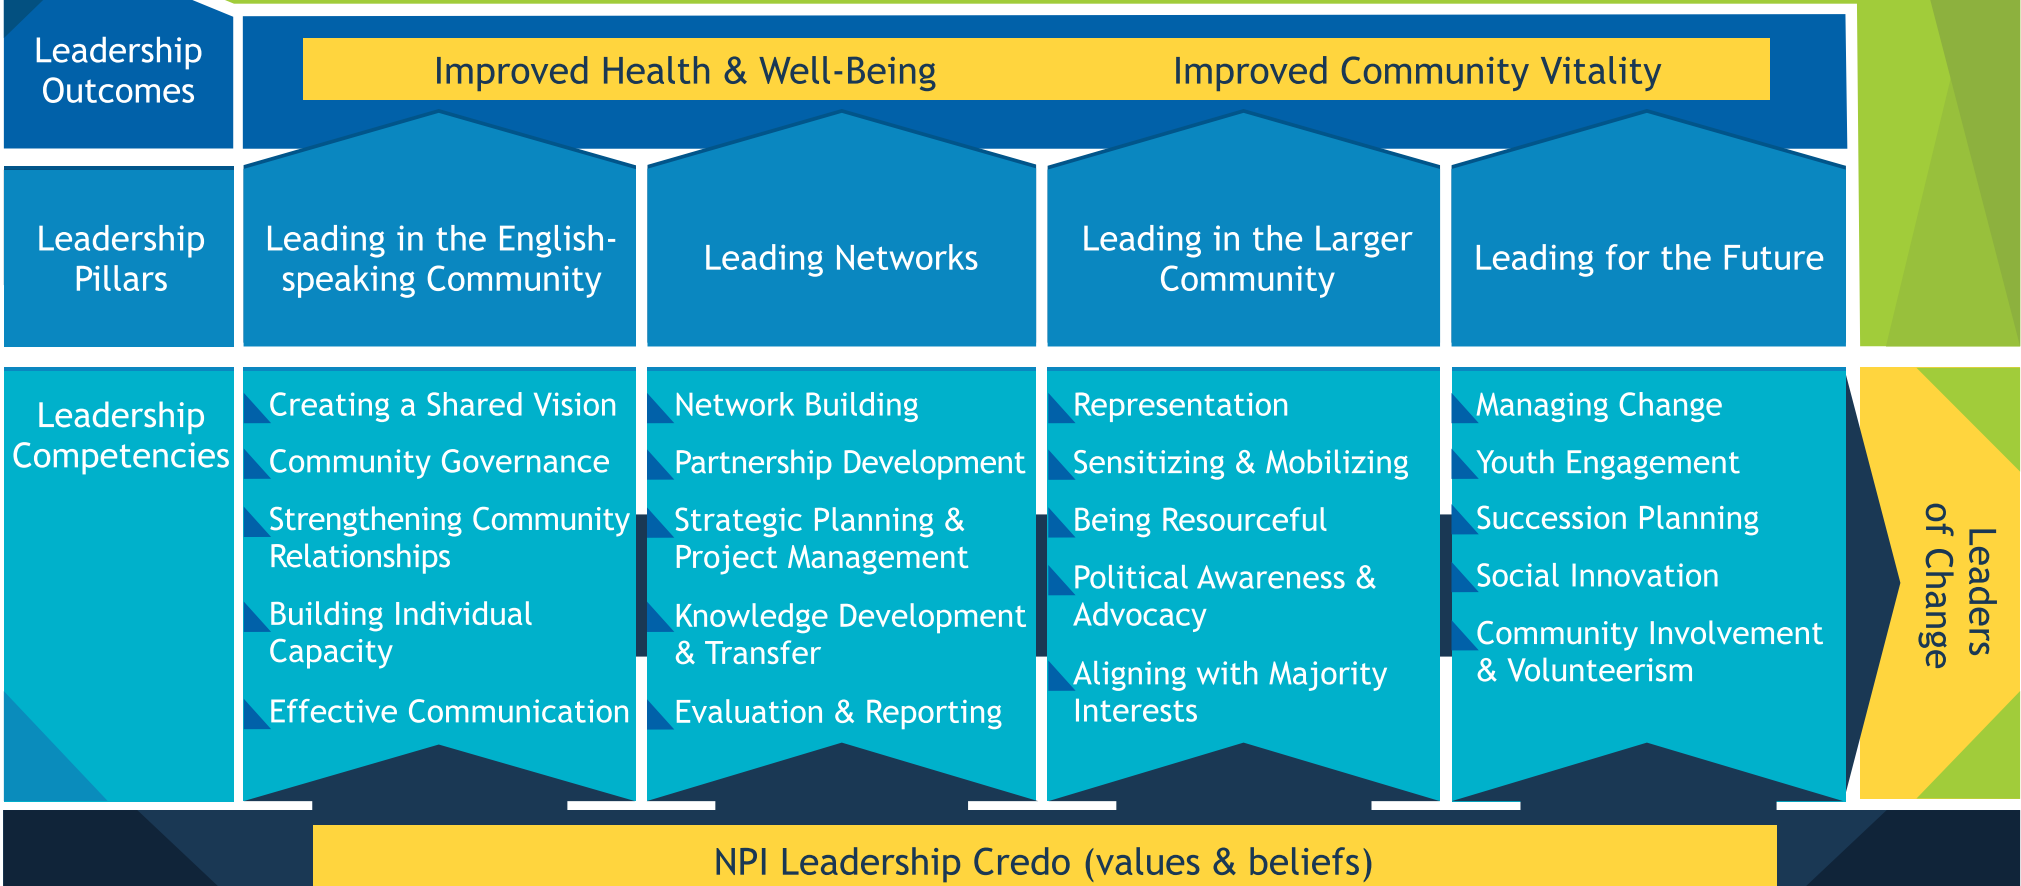 Leadership
Outcomes
Improved Health & Well-Being
Improved Community Vitality
Leadership
Pillars
Leading in the English-
speaking Community
Leading Networks
Leading in the Larger
Community
Leading for the Future
Leadership
Competencies
Creating a Shared Vision
Community Governance
Strengthening Community
Relationships
Building Individual
Capacity
Effective Communication
Network Building
Partnership Development
Strategic Planning &
Project Management
Knowledge Development
& Transfer
Evaluation & Reporting
Representation
Sensitizing & Mobilizing
Being Resourceful
Political Awareness &
Advocacy
Aligning with Majority
Interests
Managing Change
Youth Engagement
Succession Planning
Social Innovation
Community Involvement
& Volunteerism
Leaders
of Change
NPI Leadership Credo (values & beliefs)